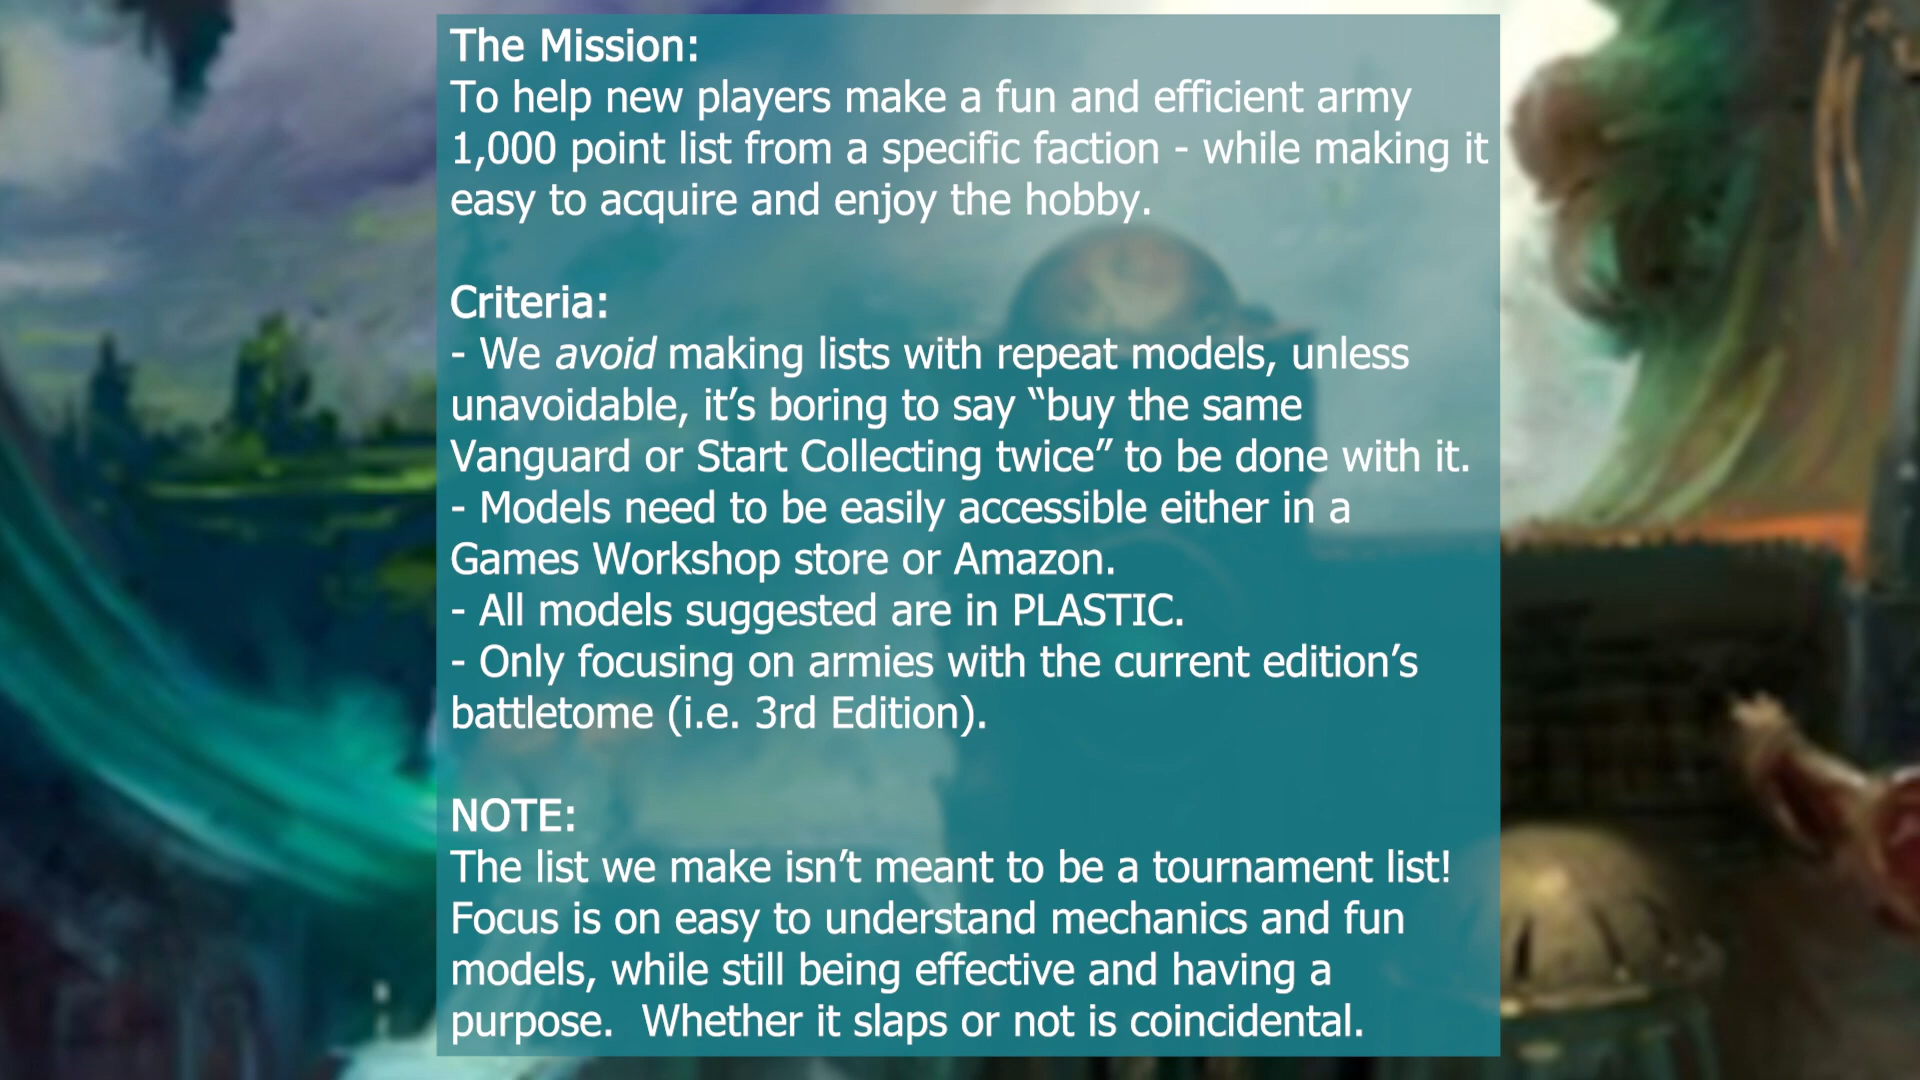 The Mission:
To help new players make a fun and efficient army
1,000 point list from a specific faction - while making it
easy to acquire and enjoy the hobby.
Criteria:
- We avoid making lists with repeat models, unless
unavoidable, it’s boring to say “buy the same
Vanguard or Start Collecting twice” to be done with it.
- Models need to be easily accessible either in a
Games Workshop store or Amazon.
- All models suggested are in PLASTIC.
- Only focusing on armies with the current edition’s
battletome (i.e. 3rd Edition).
NOTE:
The list we make isn’t meant to be a tournament list!
Focus is on easy to understand mechanics and fun
models, while still being effective and having a
purpose.  Whether it slaps or not is coincidental.